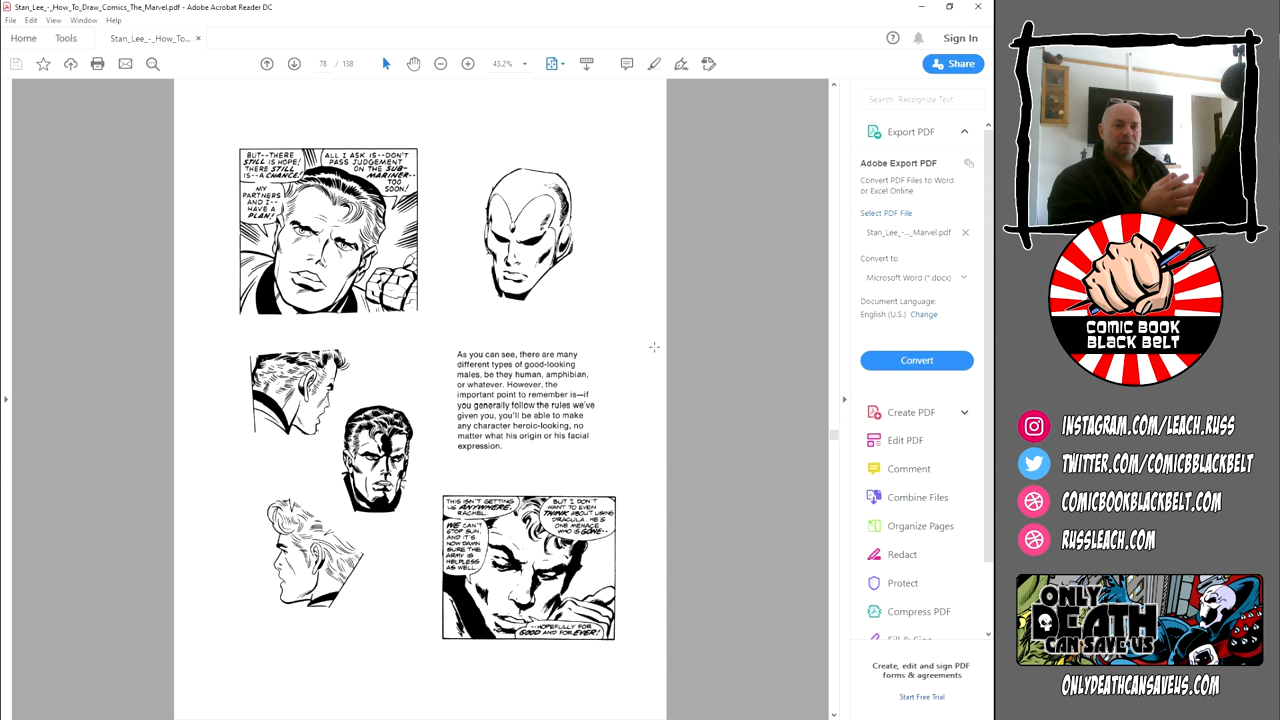 Stan_Lee_-_How_To_Draw_Comics_The_Marvel.pdf - Adobe Acrobat Reader DC
File Edit View Window Help
Home Tools Stan_Lee_-_How_To... × Sign In
78 / 138 43.2% Share
BUT--THERE
STILL IS HOPE!
THERE STILL
IS--A CHANCE!
MY
PARTNERS
AND I--
HAVE A
PLAN!
ALL I ASK IS--DON'T
PASS JUDGEMENT
ON THE SUB-
MARINER--
TOO
SOON!
As you can see, there are many
different types of good-looking
males, be they human, amphibian,
or whatever. However, the
important point to remember is—if
you generally follow the rules we've
given you, you'll be able to make
any character heroic-looking, no
matter what his origin or his facial
expression.
THIS ISN'T GETTING
US ANYWHERE,
RACHEL.
WE CAN'T
STOP SUN,
AND IT'S
NOW DAMN
SURE THE
ARMY IS
HELPLESS
AS WELL.
BUT I DON'T
WANT TO EVEN
THINK ABOUT USING
DRACULA. HE'S
ONE MENACE
WHO IS GONE--
--HOPEFULLY FOR
GOOD AND FOR EVER!
Search 'Recognize Text'
Export PDF
Adobe Export PDF
Convert PDF Files to Word
or Excel Online
Select PDF File
Stan_Lee_-..._Marvel.pdf
Convert to
Microsoft Word (*.docx)
Document Language:
English (U.S.) Change
Convert
Create PDF
Edit PDF
Comment
Combine Files
Organize Pages
Redact
Protect
Compress PDF
Fill & Sign
Create, edit and sign PDF
forms & agreements
Start Free Trial
COMIC BOOK
BLACK BELT
INSTAGRAM.COM/LEACH.RUSS
TWITTER.COM/COMICBBLACKBELT
COMICBOOKBLACKBELT.COM
RUSSLEACH.COM
ONLY
DEATH
CAN SAVE US
ONLYDEATHCANSAVEUS.COM